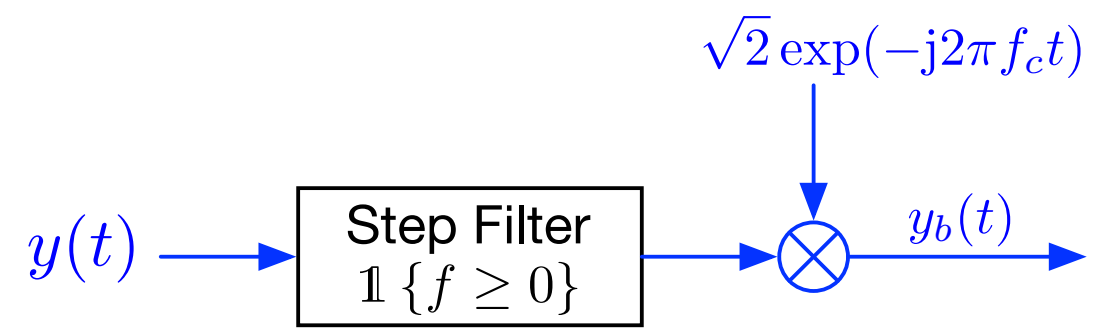 √2 exp(−j2πf_c t)
y(t)
Step Filter
𝟙 {f ≥ 0}
y_b(t)